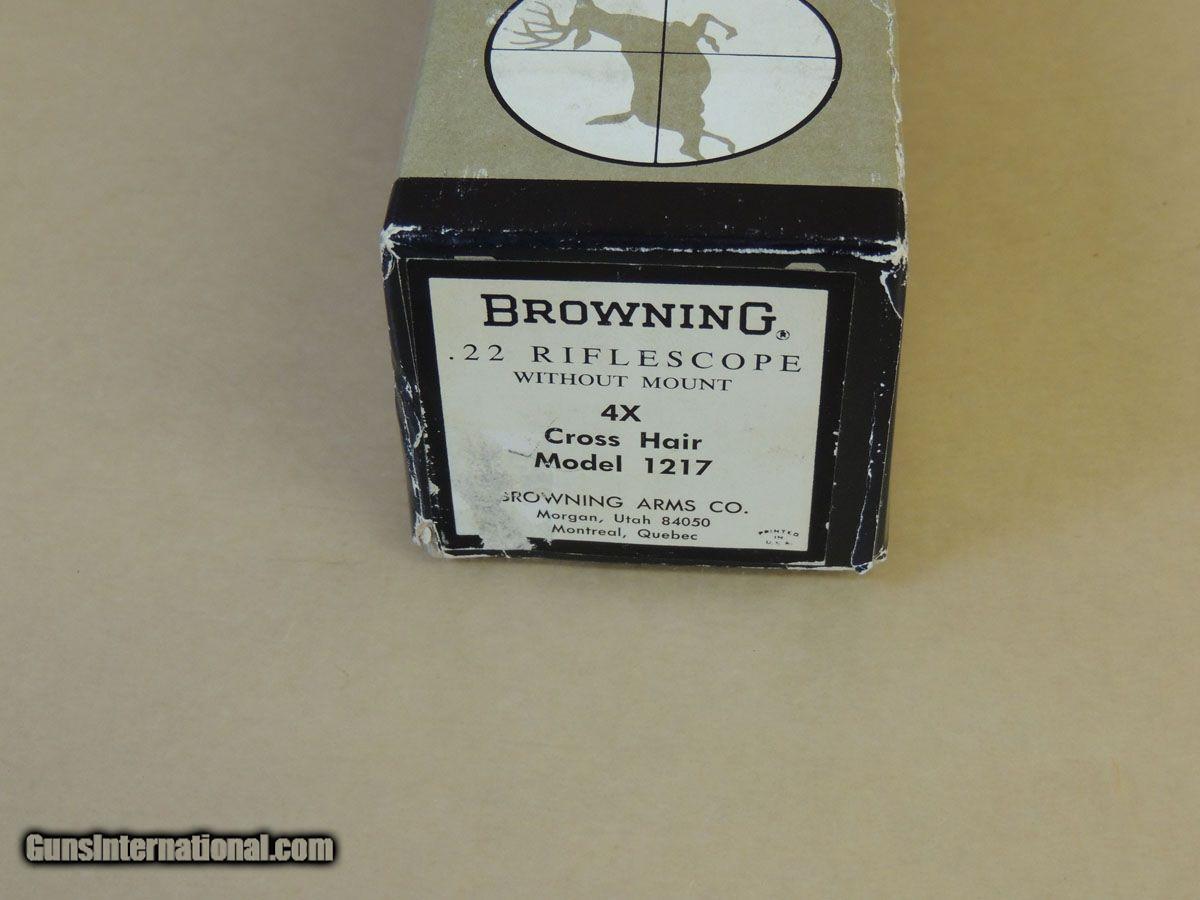 BROWNING®
.22 RIFLESCOPE
WITHOUT MOUNT
4X
Cross Hair
Model 1217
BROWNING ARMS CO.
Morgan, Utah 84050
Montreal, Quebec
PRINTED
IN
U.S.A.
GunsInternational.com